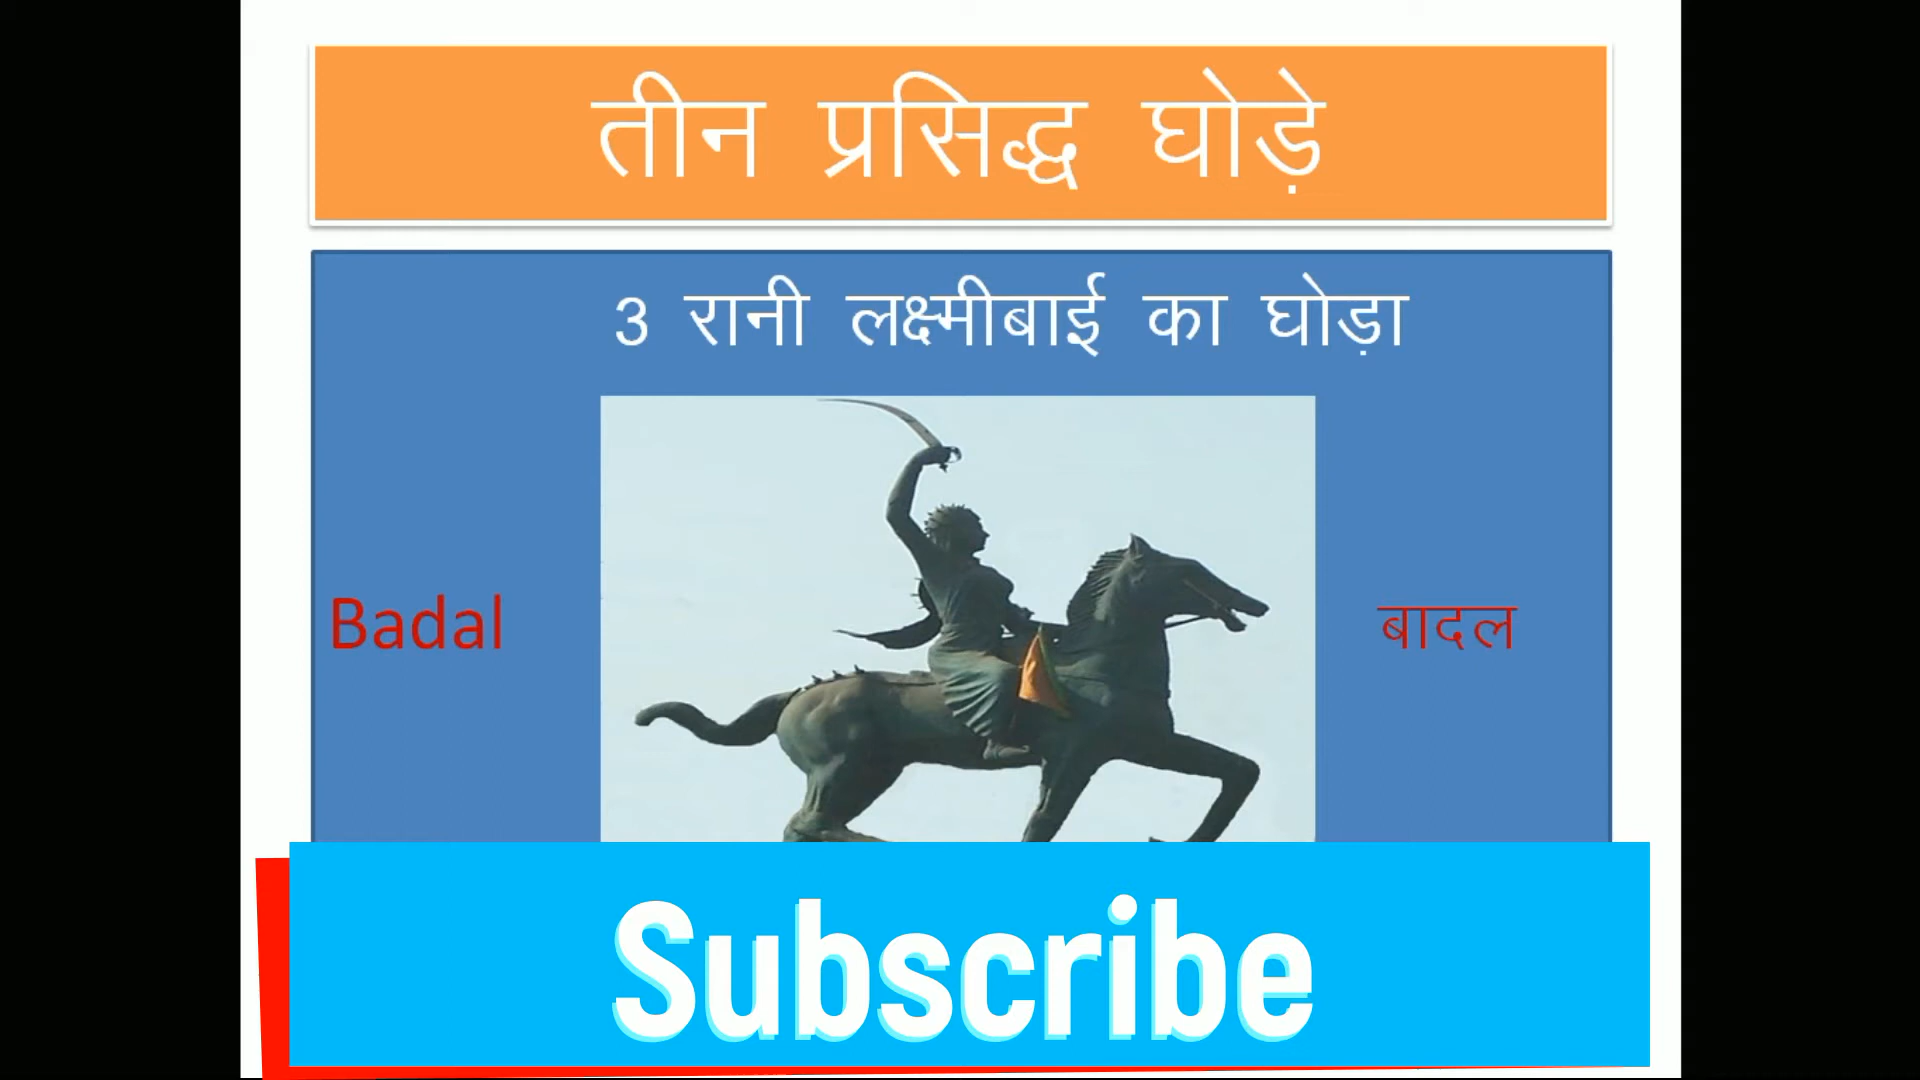 तीन प्रसिद्ध घोड़े
3 रानी लक्ष्मीबाई का घोड़ा
Badal
बादल
Subscribe